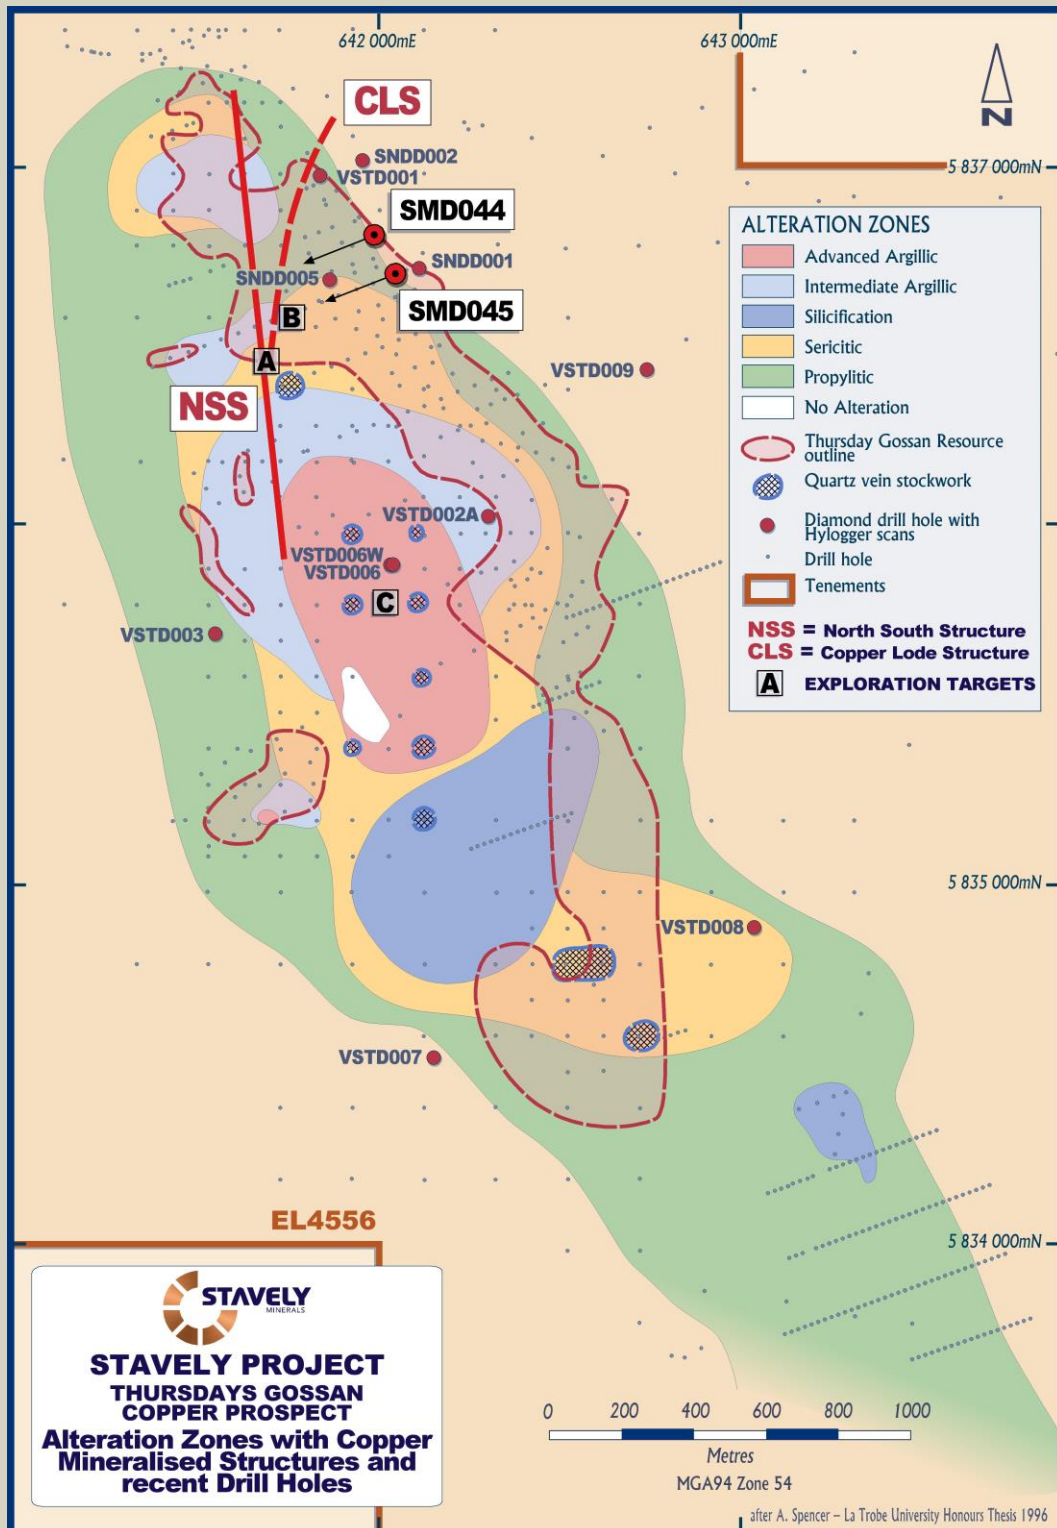 642 000mE
643 000mE
CLS
N
SNDD002
5 837 000mN
VSTD001
SMD044
SNDD001
SNDD005
SMD045
B
A
VSTD009
NSS
VSTD002A
VSTD006W
VSTD006
C
VSTD003
ALTERATION ZONES
Advanced Argillic
Intermediate Argillic
Silicification
Sericitic
Propylitic
No Alteration
Thursday Gossan Resource
outline
Quartz vein stockwork
Diamond drill hole with
Hylogger scans
Drill hole
Tenements
NSS = North South Structure
CLS = Copper Lode Structure
A EXPLORATION TARGETS
5 835 000mN
VSTD008
VSTD007
EL4556
5 834 000mN
STAVELY
MINERALS
STAVELY PROJECT
THURSDAYS GOSSAN
COPPER PROSPECT
Alteration Zones with Copper
Mineralised Structures and
recent Drill Holes
0 200 400 600 800 1000
Metres
MGA94 Zone 54
after A. Spencer – La Trobe University Honours Thesis 1996